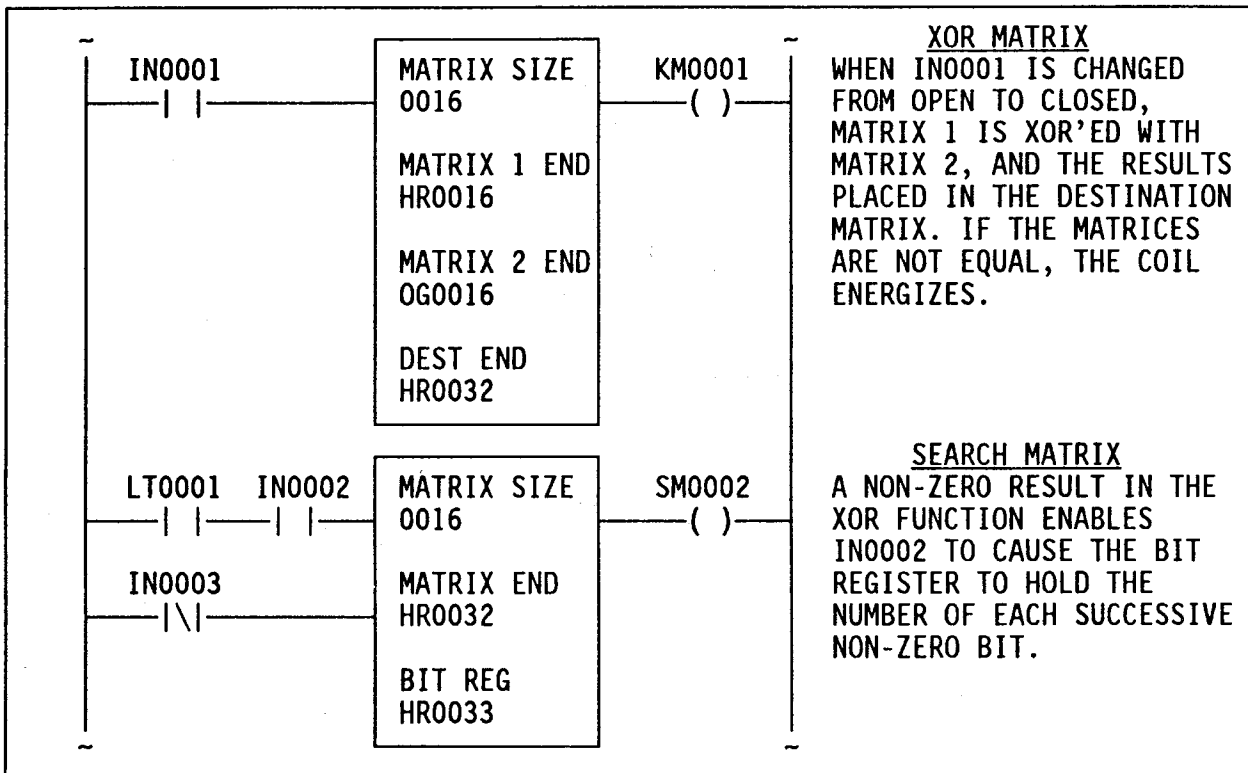 IN0001
MATRIX SIZE
0016
MATRIX 1 END
HR0016
MATRIX 2 END
OG0016
DEST END
HR0032
KM0001
( )
XOR MATRIX
WHEN IN0001 IS CHANGED
FROM OPEN TO CLOSED,
MATRIX 1 IS XOR'ED WITH
MATRIX 2, AND THE RESULTS
PLACED IN THE DESTINATION
MATRIX. IF THE MATRICES
ARE NOT EQUAL, THE COIL
ENERGIZES.
LT0001 IN0002
IN0003
MATRIX SIZE
0016
MATRIX END
HR0032
BIT REG
HR0033
SM0002
( )
SEARCH MATRIX
A NON-ZERO RESULT IN THE
XOR FUNCTION ENABLES
IN0002 TO CAUSE THE BIT
REGISTER TO HOLD THE
NUMBER OF EACH SUCCESSIVE
NON-ZERO BIT.